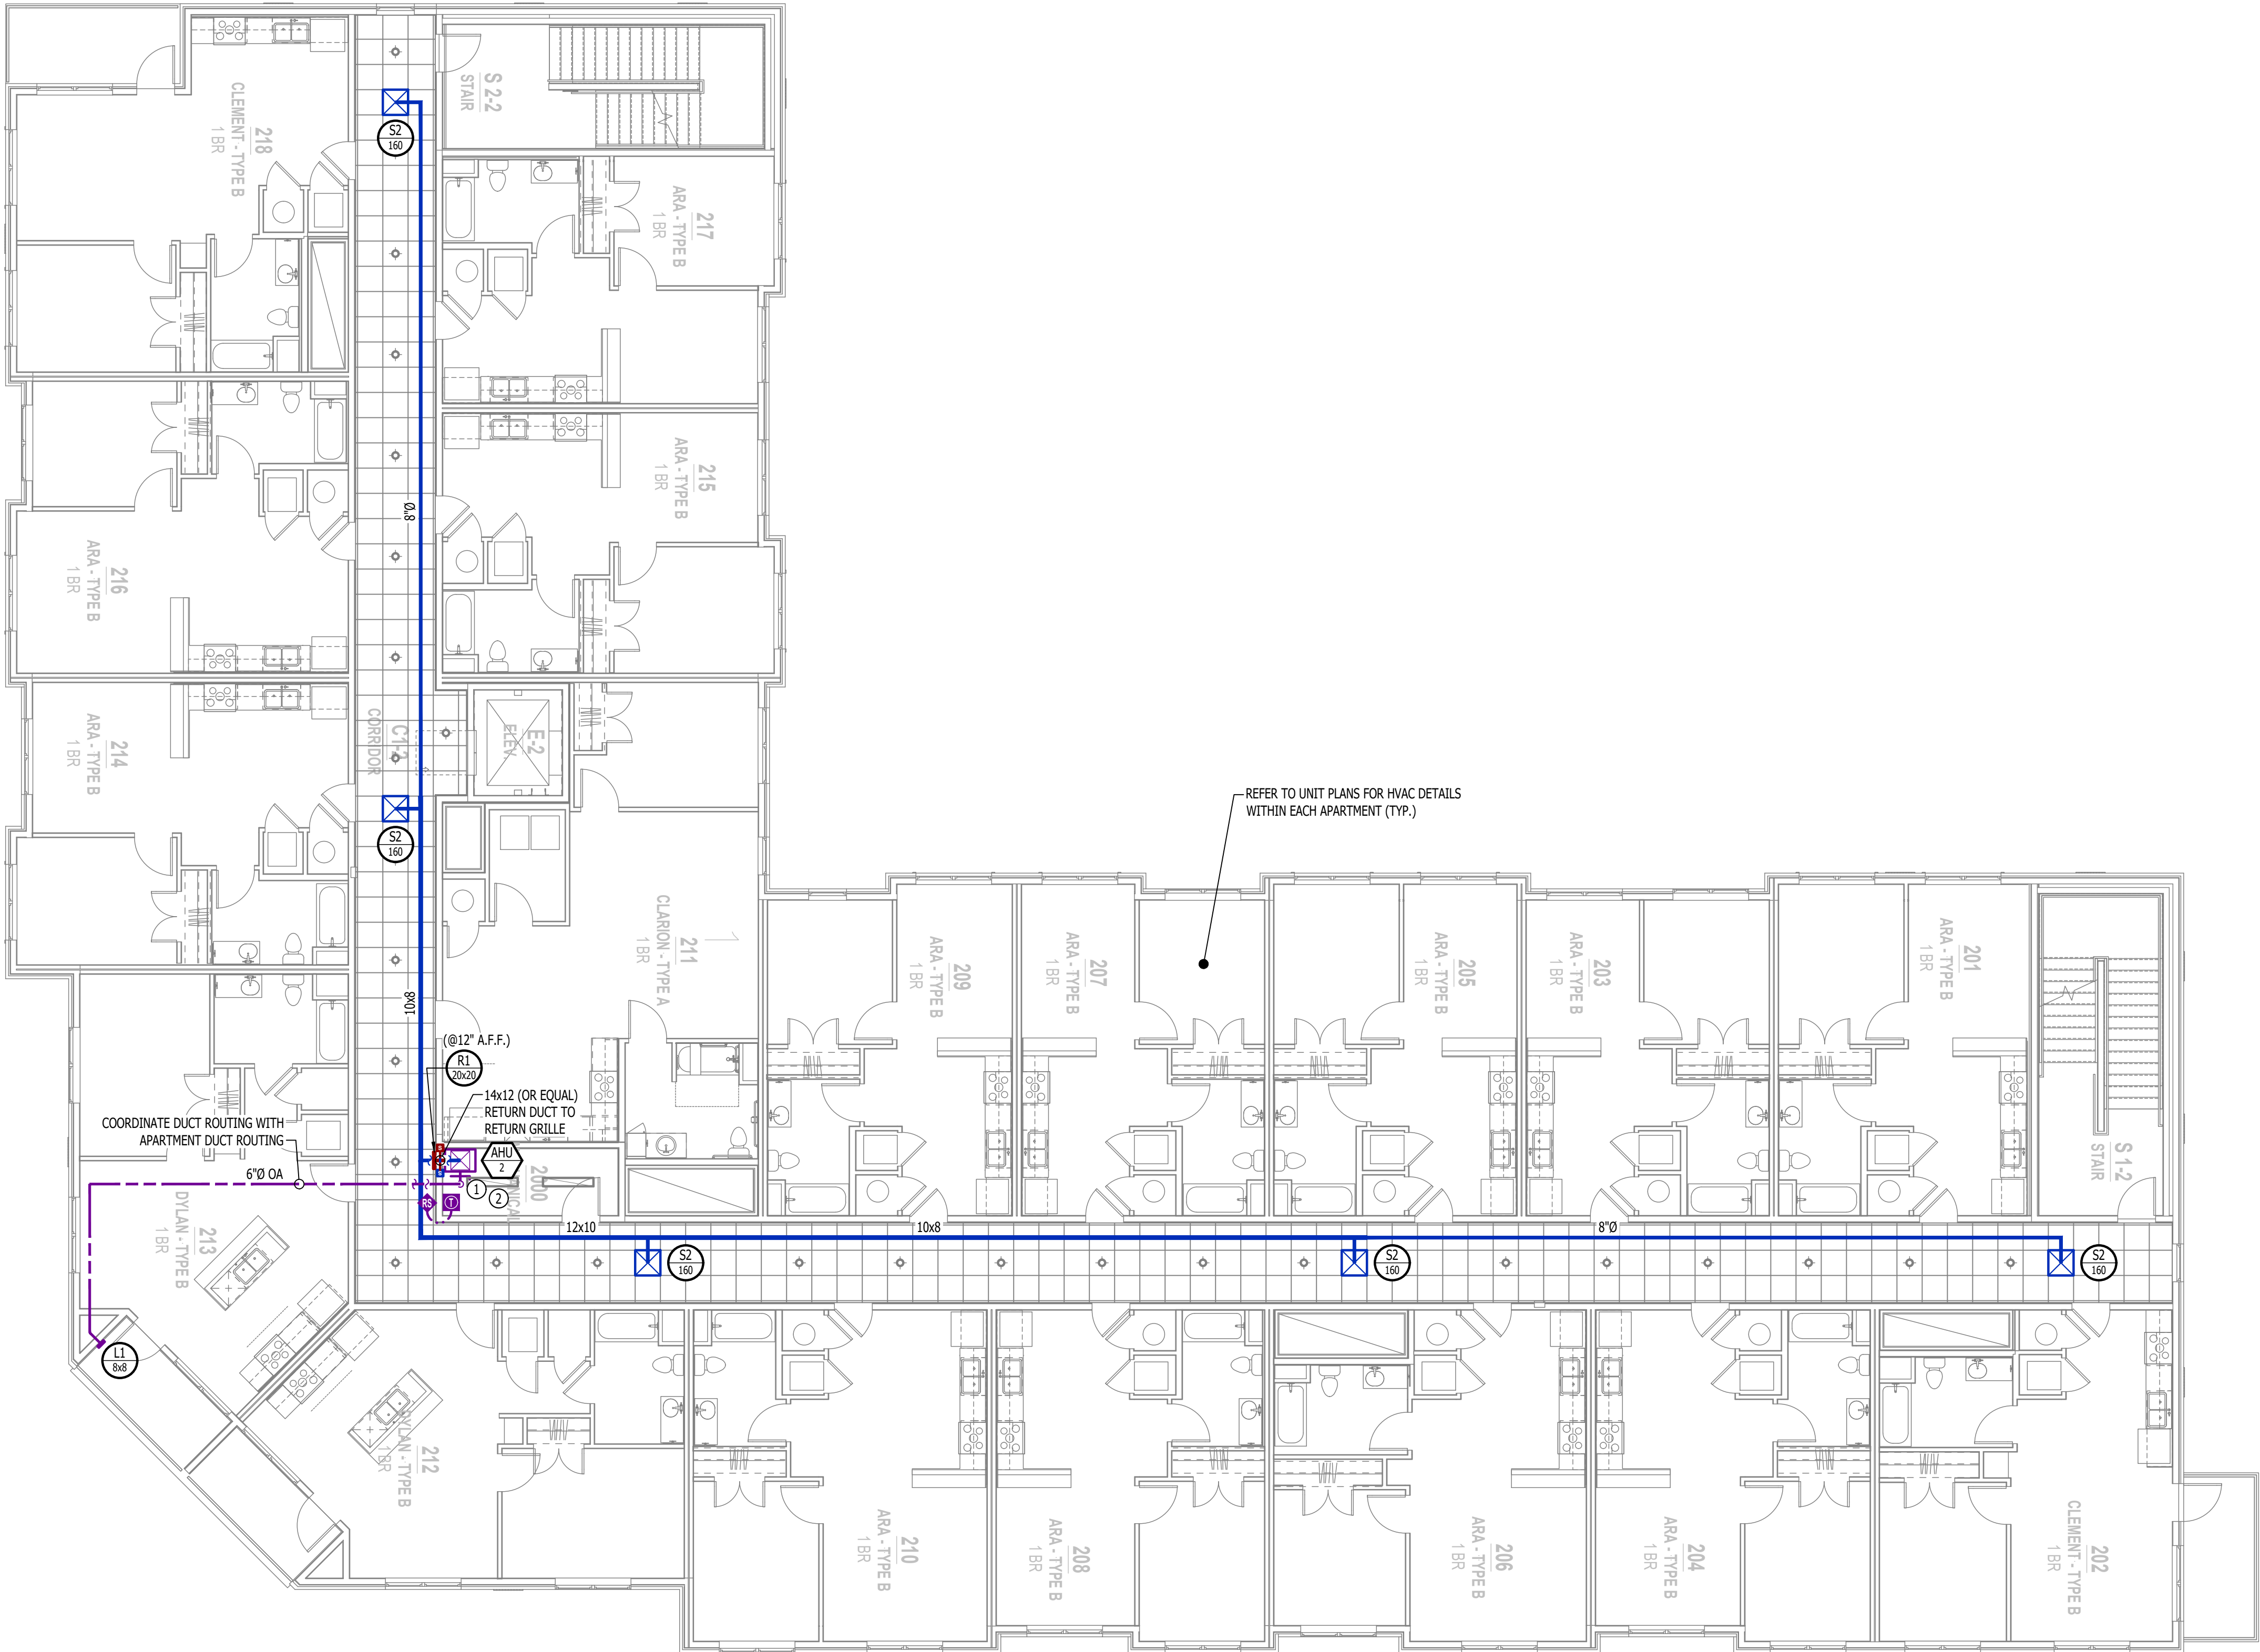 S 2-2
STAIR
218
CLEMENT - TYPE B
1 BR
S2
160
217
ARA - TYPE B
1 BR
215
ARA - TYPE B
1 BR
8"Ø
216
ARA - TYPE B
1 BR
214
ARA - TYPE B
1 BR
C1-2
CORRIDOR
E-2
ELEV.
S2
160
REFER TO UNIT PLANS FOR HVAC DETAILS
WITHIN EACH APARTMENT (TYP.)
211
CLARION - TYPE A
1 BR
209
ARA - TYPE B
1 BR
207
ARA - TYPE B
1 BR
205
ARA - TYPE B
1 BR
203
ARA - TYPE B
1 BR
201
ARA - TYPE B
1 BR
10x8
(@12" A.F.F.)
R1
20x20
14x12 (OR EQUAL)
RETURN DUCT TO
RETURN GRILLE
COORDINATE DUCT ROUTING WITH
APARTMENT DUCT ROUTING
6"Ø OA
AHU
2
1
2
2000
RS
T
S 1-2
STAIR
213
DYLAN - TYPE B
1 BR
12x10
10x8
8"Ø
S2
160
S2
160
S2
160
L1
8x8
212
DYLAN - TYPE B
1 BR
210
ARA - TYPE B
1 BR
208
ARA - TYPE B
1 BR
206
ARA - TYPE B
1 BR
204
ARA - TYPE B
1 BR
202
CLEMENT - TYPE B
1 BR